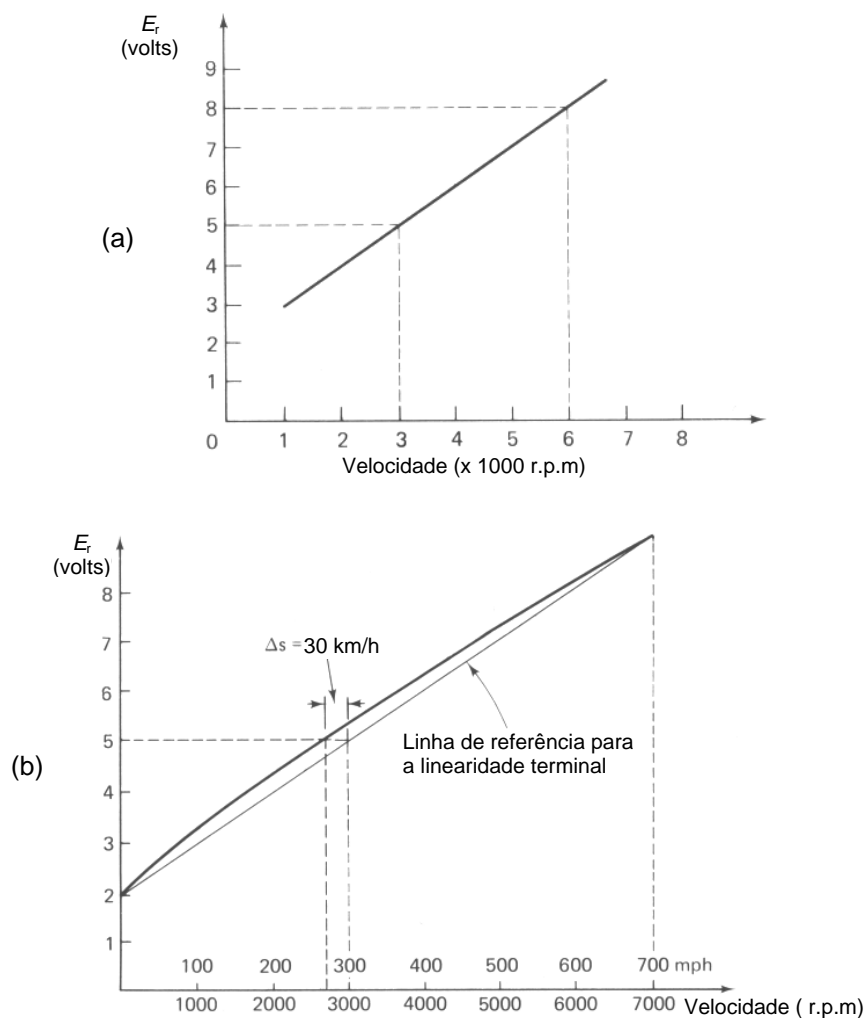 Er
(volts)
9
8
7
6
5
(a)
4
3
2
1
0
1 2 3 4 5 6 7 8
Velocidade (x 1000 r.p.m)
Er
(volts)
8
Δs = 30 km/h
7
6
5
Linha de referência para
a linearidade terminal
(b)
4
3
2
1
100 200 300 400 500 600 700 mph
1000 2000 3000 4000 5000 6000 7000 Velocidade ( r.p.m)